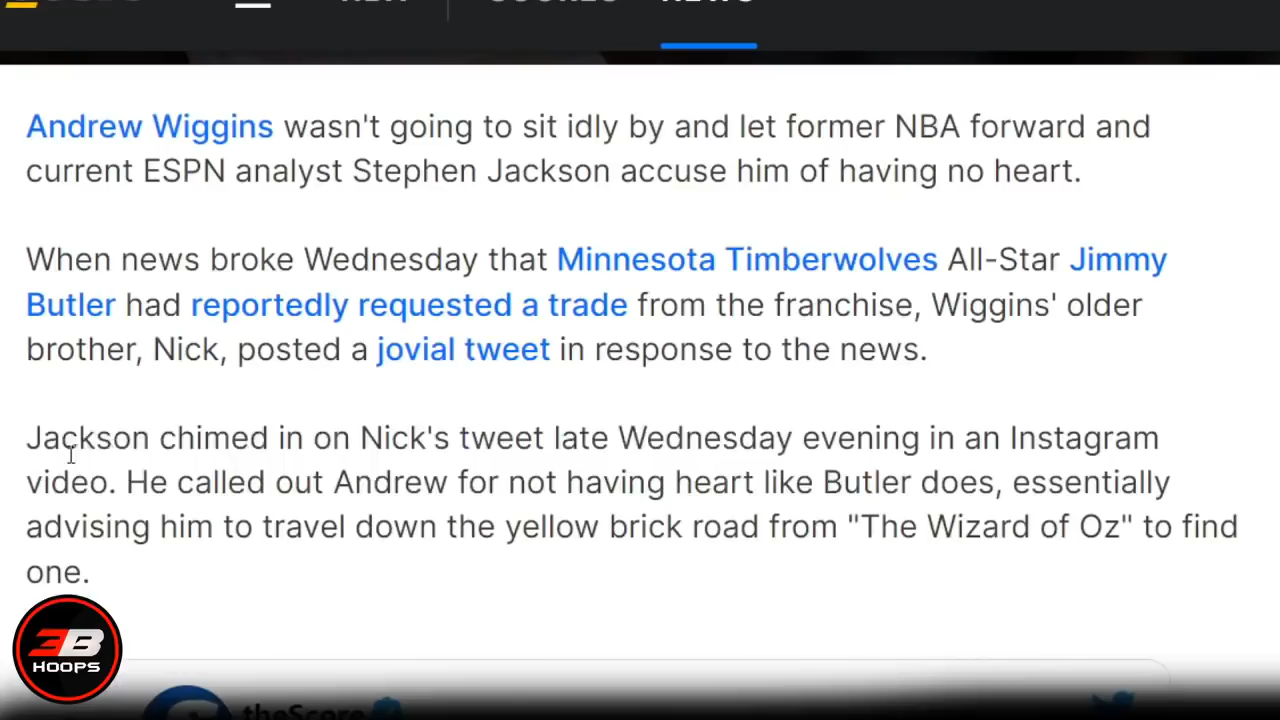 NEWS
Andrew Wiggins wasn't going to sit idly by and let former NBA forward and
current ESPN analyst Stephen Jackson accuse him of having no heart.
When news broke Wednesday that Minnesota Timberwolves All-Star Jimmy
Butler had reportedly requested a trade from the franchise, Wiggins' older
brother, Nick, posted a jovial tweet in response to the news.
Jackson chimed in on Nick's tweet late Wednesday evening in an Instagram
video. He called out Andrew for not having heart like Butler does, essentially
advising him to travel down the yellow brick road from "The Wizard of Oz" to find
one.
3B
HOOPS
theScore